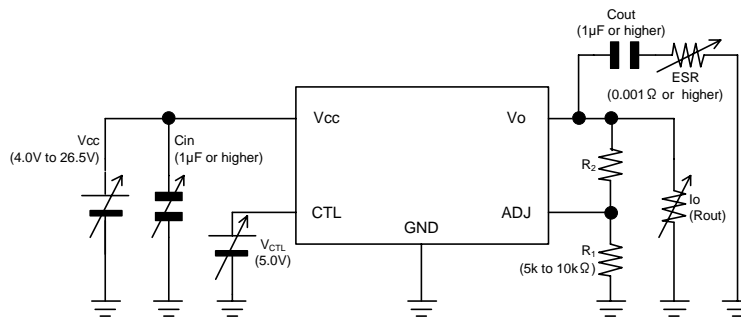 Cout
(1µF or higher)
ESR
(0.001Ω or higher)
Vcc
(4.0V to 26.5V)
Cin
(1µF or higher)
Vcc
Vo
R2
Io
(Rout)
CTL
ADJ
GND
VCTL
(5.0V)
R1
(5k to 10kΩ)